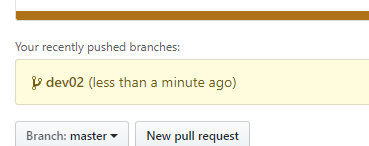 Your recently pushed branches:
dev02 (less than a minute ago)
Branch: master New pull request